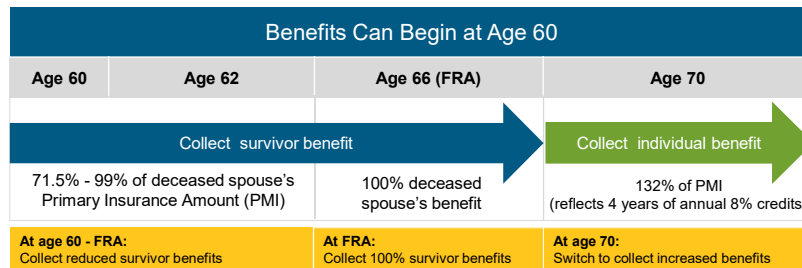 Benefits Can Begin at Age 60
Age 60
Age 62
Age 66 (FRA)
Age 70
Collect survivor benefit
Collect individual benefit
71.5% - 99% of deceased spouse’s
Primary Insurance Amount (PMI)
100% deceased
spouse’s benefit
132% of PMI
(reflects 4 years of annual 8% credits
At age 60 - FRA:
Collect reduced survivor benefits
At FRA:
Collect 100% survivor benefits
At age 70:
Switch to collect increased benefits